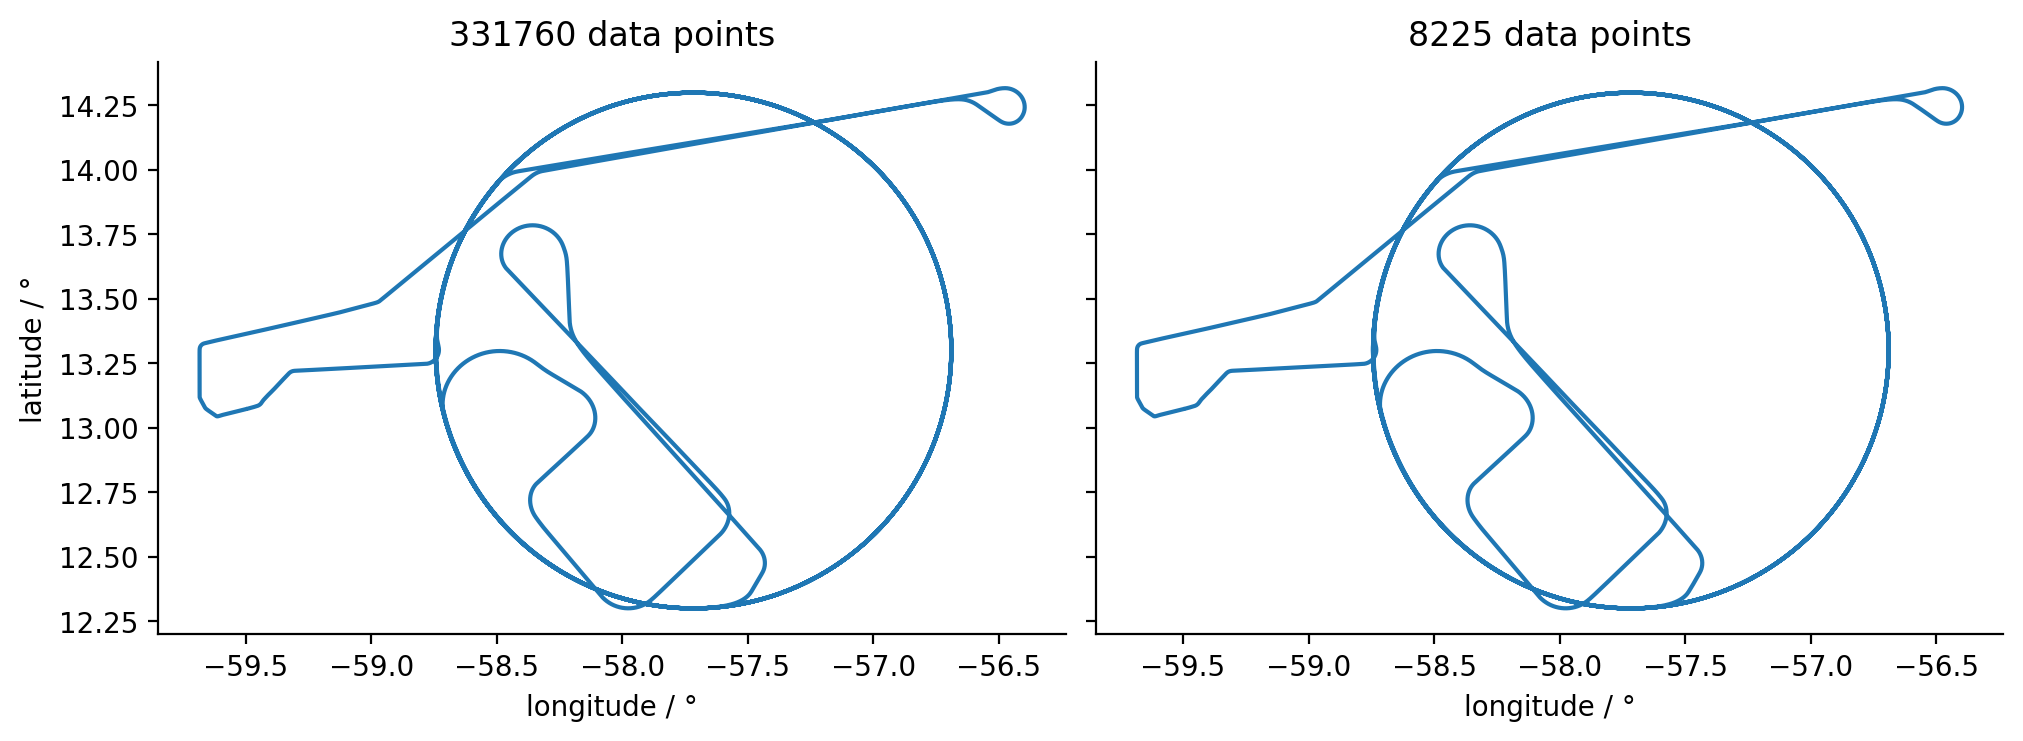 331760 data points
8225 data points
latitude / °
14.25
14.00
13.75
13.50
13.25
13.00
12.75
12.50
12.25
−59.5 −59.0 −58.5 −58.0 −57.5 −57.0 −56.5
−59.5 −59.0 −58.5 −58.0 −57.5 −57.0 −56.5
longitude / °
longitude / °